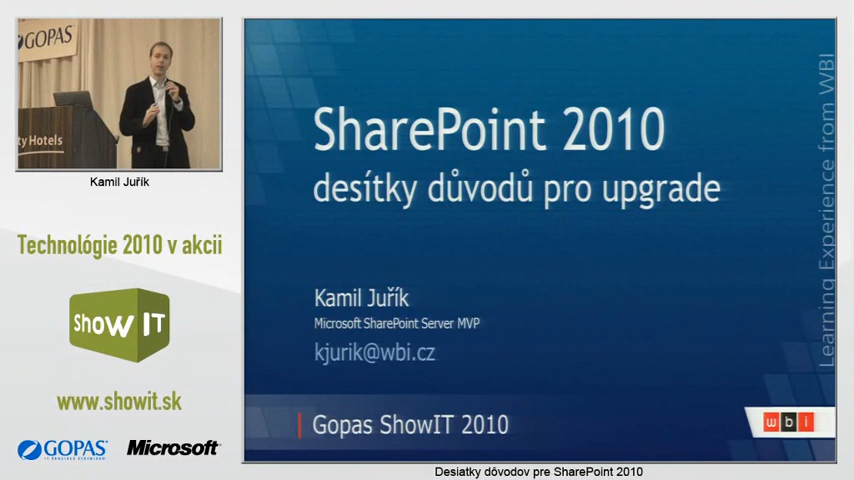 GOPAS
ty Hotels
Kamil Juřík
Technológie 2010 v akcii
ShoW IT
www.showit.sk
GOPAS
Microsoft
SharePoint 2010
desítky důvodů pro upgrade
Kamil Juřík
Microsoft SharePoint Server MVP
kjurik@wbi.cz
Gopas ShowIT 2010
wbi
Learning Experience from WBI
Desiatky dôvodov pre SharePoint 2010